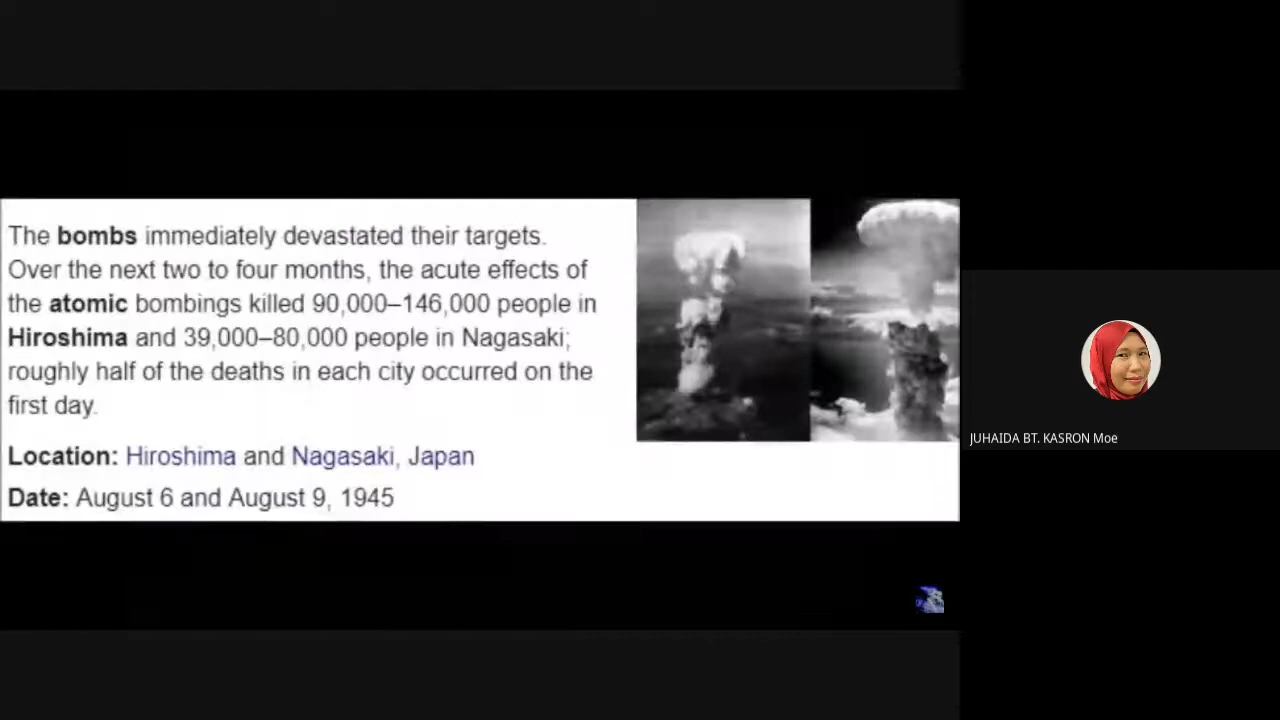 The bombs immediately devastated their targets.
Over the next two to four months, the acute effects of
the atomic bombings killed 90,000–146,000 people in
Hiroshima and 39,000–80,000 people in Nagasaki;
roughly half of the deaths in each city occurred on the
first day.
Location: Hiroshima and Nagasaki, Japan
Date: August 6 and August 9, 1945
JUHAIDA BT. KASRON Moe